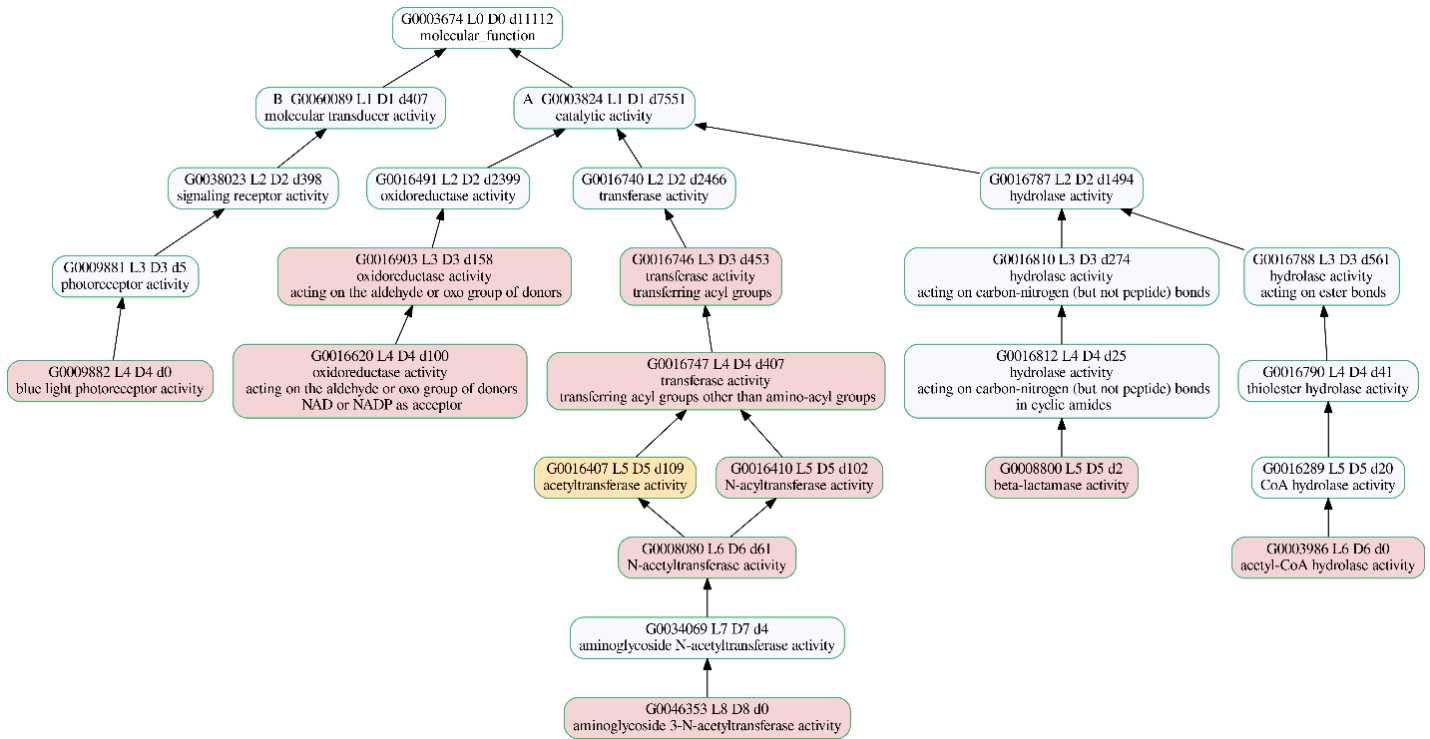 G0003674 L0 D0 d11112
molecular_function
B G0060089 L1 D1 d407
molecular transducer activity
A G0003824 L1 D1 d7551
catalytic activity
G0038023 L2 D2 d398
signaling receptor activity
G0016491 L2 D2 d2399
oxidoreductase activity
G0016740 L2 D2 d2466
transferase activity
G0016787 L2 D2 d1494
hydrolase activity
G0009881 L3 D3 d5
photoreceptor activity
G0016903 L3 D3 d158
oxidoreductase activity
acting on the aldehyde or oxo group of donors
G0016746 L3 D3 d453
transferase activity
transferring acyl groups
G0016810 L3 D3 d274
hydrolase activity
acting on carbon-nitrogen (but not peptide) bonds
G0016788 L3 D3 d561
hydrolase activity
acting on ester bonds
G0009882 L4 D4 d0
blue light photoreceptor activity
G0016620 L4 D4 d100
oxidoreductase activity
acting on the aldehyde or oxo group of donors
NAD or NADP as acceptor
G0016747 L4 D4 d407
transferase activity
transferring acyl groups other than amino-acyl groups
G0016812 L4 D4 d25
hydrolase activity
acting on carbon-nitrogen (but not peptide) bonds
in cyclic amides
G0016790 L4 D4 d41
thiolester hydrolase activity
G0016407 L5 D5 d109
acetyltransferase activity
G0016410 L5 D5 d102
N-acyltransferase activity
G0008800 L5 D5 d2
beta-lactamase activity
G0016289 L5 D5 d20
CoA hydrolase activity
G0008080 L6 D6 d61
N-acetyltransferase activity
G0003986 L6 D6 d0
acetyl-CoA hydrolase activity
G0034069 L7 D7 d4
aminoglycoside N-acetyltransferase activity
G0046353 L8 D8 d0
aminoglycoside 3-N-acetyltransferase activity